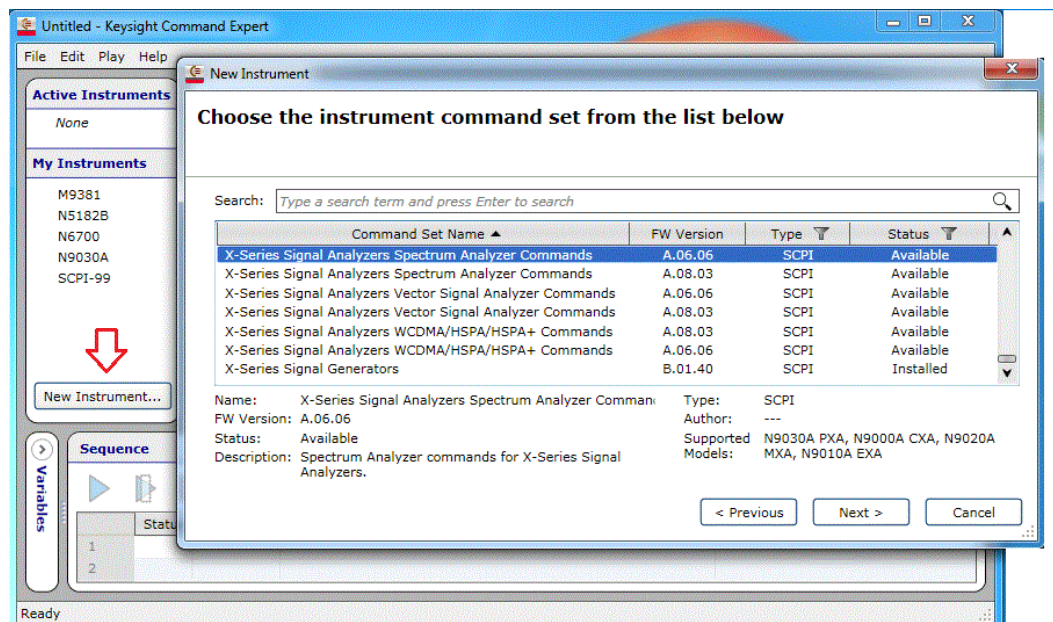 Untitled - Keysight Command Expert
File Edit Play Help
Active Instruments
None
My Instruments
M9381
N5182B
N6700
N9030A
SCPI-99
New Instrument...
Variables
Sequence
Statu
1
2
Ready
New Instrument
Choose the instrument command set from the list below
Search: Type a search term and press Enter to search
Command Set Name FW Version Type Status
X-Series Signal Analyzers Spectrum Analyzer Commands A.06.06 SCPI Available
X-Series Signal Analyzers Spectrum Analyzer Commands A.08.03 SCPI Available
X-Series Signal Analyzers Vector Signal Analyzer Commands A.06.06 SCPI Available
X-Series Signal Analyzers Vector Signal Analyzer Commands A.08.03 SCPI Available
X-Series Signal Analyzers WCDMA/HSPA/HSPA+ Commands A.08.03 SCPI Available
X-Series Signal Analyzers WCDMA/HSPA/HSPA+ Commands A.06.06 SCPI Available
X-Series Signal Generators B.01.40 SCPI Installed
Name: X-Series Signal Analyzers Spectrum Analyzer Comman
FW Version: A.06.06
Status: Available
Description: Spectrum Analyzer commands for X-Series Signal
Analyzers.
Type: SCPI
Author: ---
Supported N9030A PXA, N9000A CXA, N9020A
Models: MXA, N9010A EXA
< Previous Next > Cancel